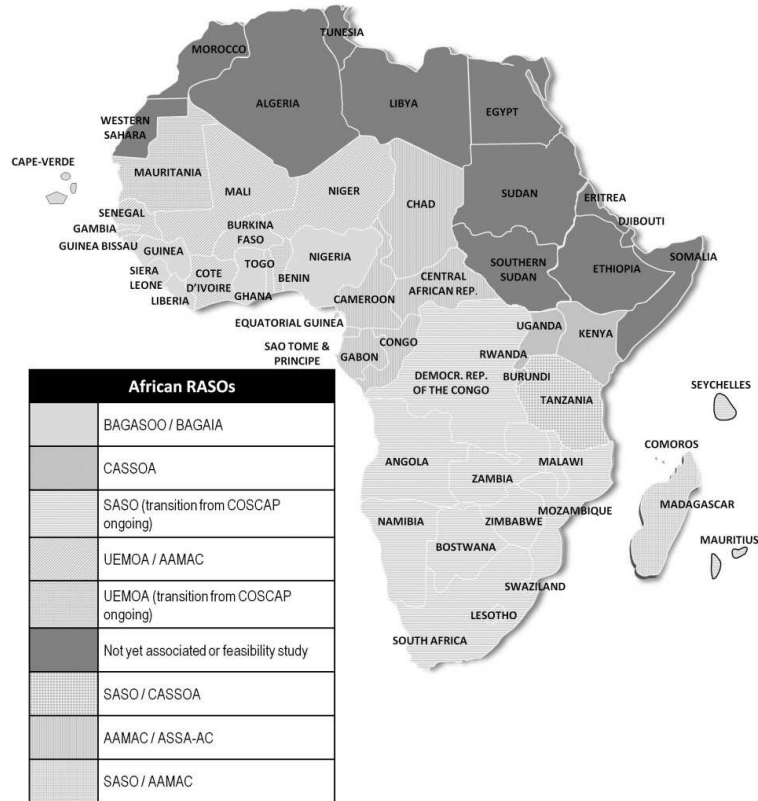 TUNESIA
MOROCCO
ALGERIA
LIBYA
EGYPT
WESTERN
SAHARA
CAPE-VERDE
MAURITANIA
MALI
NIGER
CHAD
SUDAN
ERITREA
DJIBOUTI
SENEGAL
GAMBIA
GUINEA BISSAU
GUINEA
BURKINA
FASO
NIGERIA
SIERA
LEONE
LIBERIA
COTE
D'IVOIRE
GHANA
TOGO
BENIN
CENTRAL
AFRICAN REP.
SOUTHERN
SUDAN
ETHIOPIA
SOMALIA
CAMEROON
EQUATORIAL GUINEA
SAO TOME &
PRINCIPE
GABON
CONGO
UGANDA
KENYA
RWANDA
BURUNDI
DEMOCR. REP.
OF THE CONGO
TANZANIA
SEYCHELLES
COMOROS
ANGOLA
MALAWI
ZAMBIA
MADAGASCAR
MOZAMBIQUE
NAMIBIA
ZIMBABWE
MAURITIUS
BOSTWANA
SWAZILAND
LESOTHO
SOUTH AFRICA
African RASOs
BAGASOO / BAGAIA
CASSOA
SASO (transition from COSCAP
ongoing)
UEMOA / AAMAC
UEMOA (transition from COSCAP
ongoing)
Not yet associated or feasibility study
SASO / CASSOA
AAMAC / ASSA-AC
SASO / AAMAC